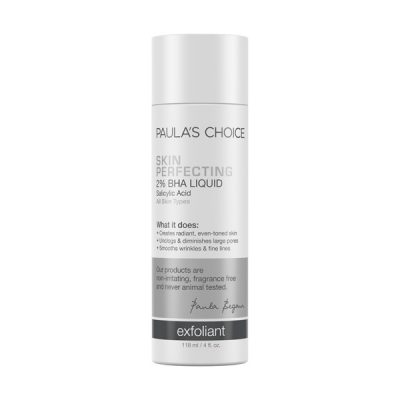 PAULA'S CHOICE
SKIN
PERFECTING
2% BHA LIQUID
Salicylic Acid
All Skin Types
What it does:
• Creates radiant, even-toned skin
• Unclogs & diminishes large pores
• Smooths wrinkles & fine lines
Our products are
non-irritating, fragrance free
and never animal tested.
Paula Begoun
exfoliant
118 ml / 4 fl. oz.